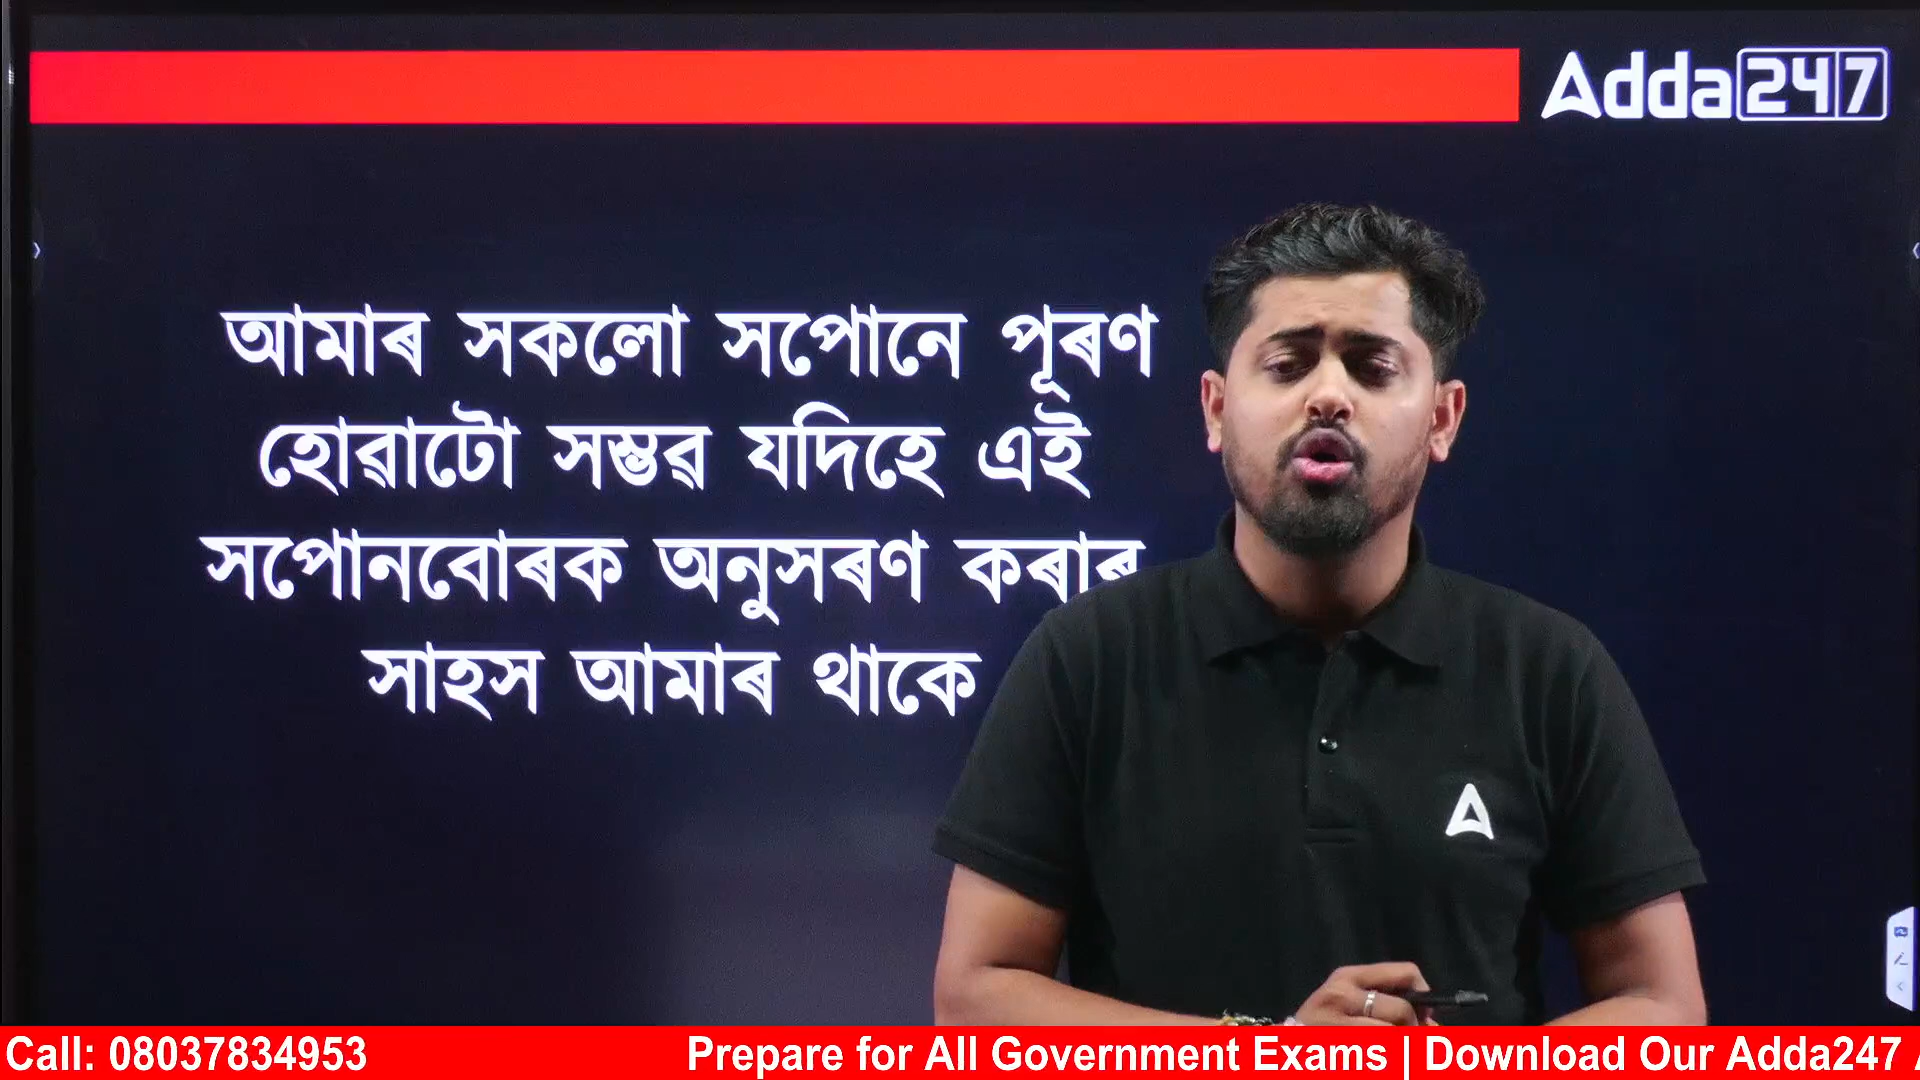 Adda247
আমাৰ সকলো সপোনে পূৰণ
হোৱাটো সম্ভৱ যদিহে এই
সপোনবোৰক অনুসৰণ কৰাৰ
সাহস আমাৰ থাকে
Call: 08037834953
Prepare for All Government Exams | Download Our Adda247